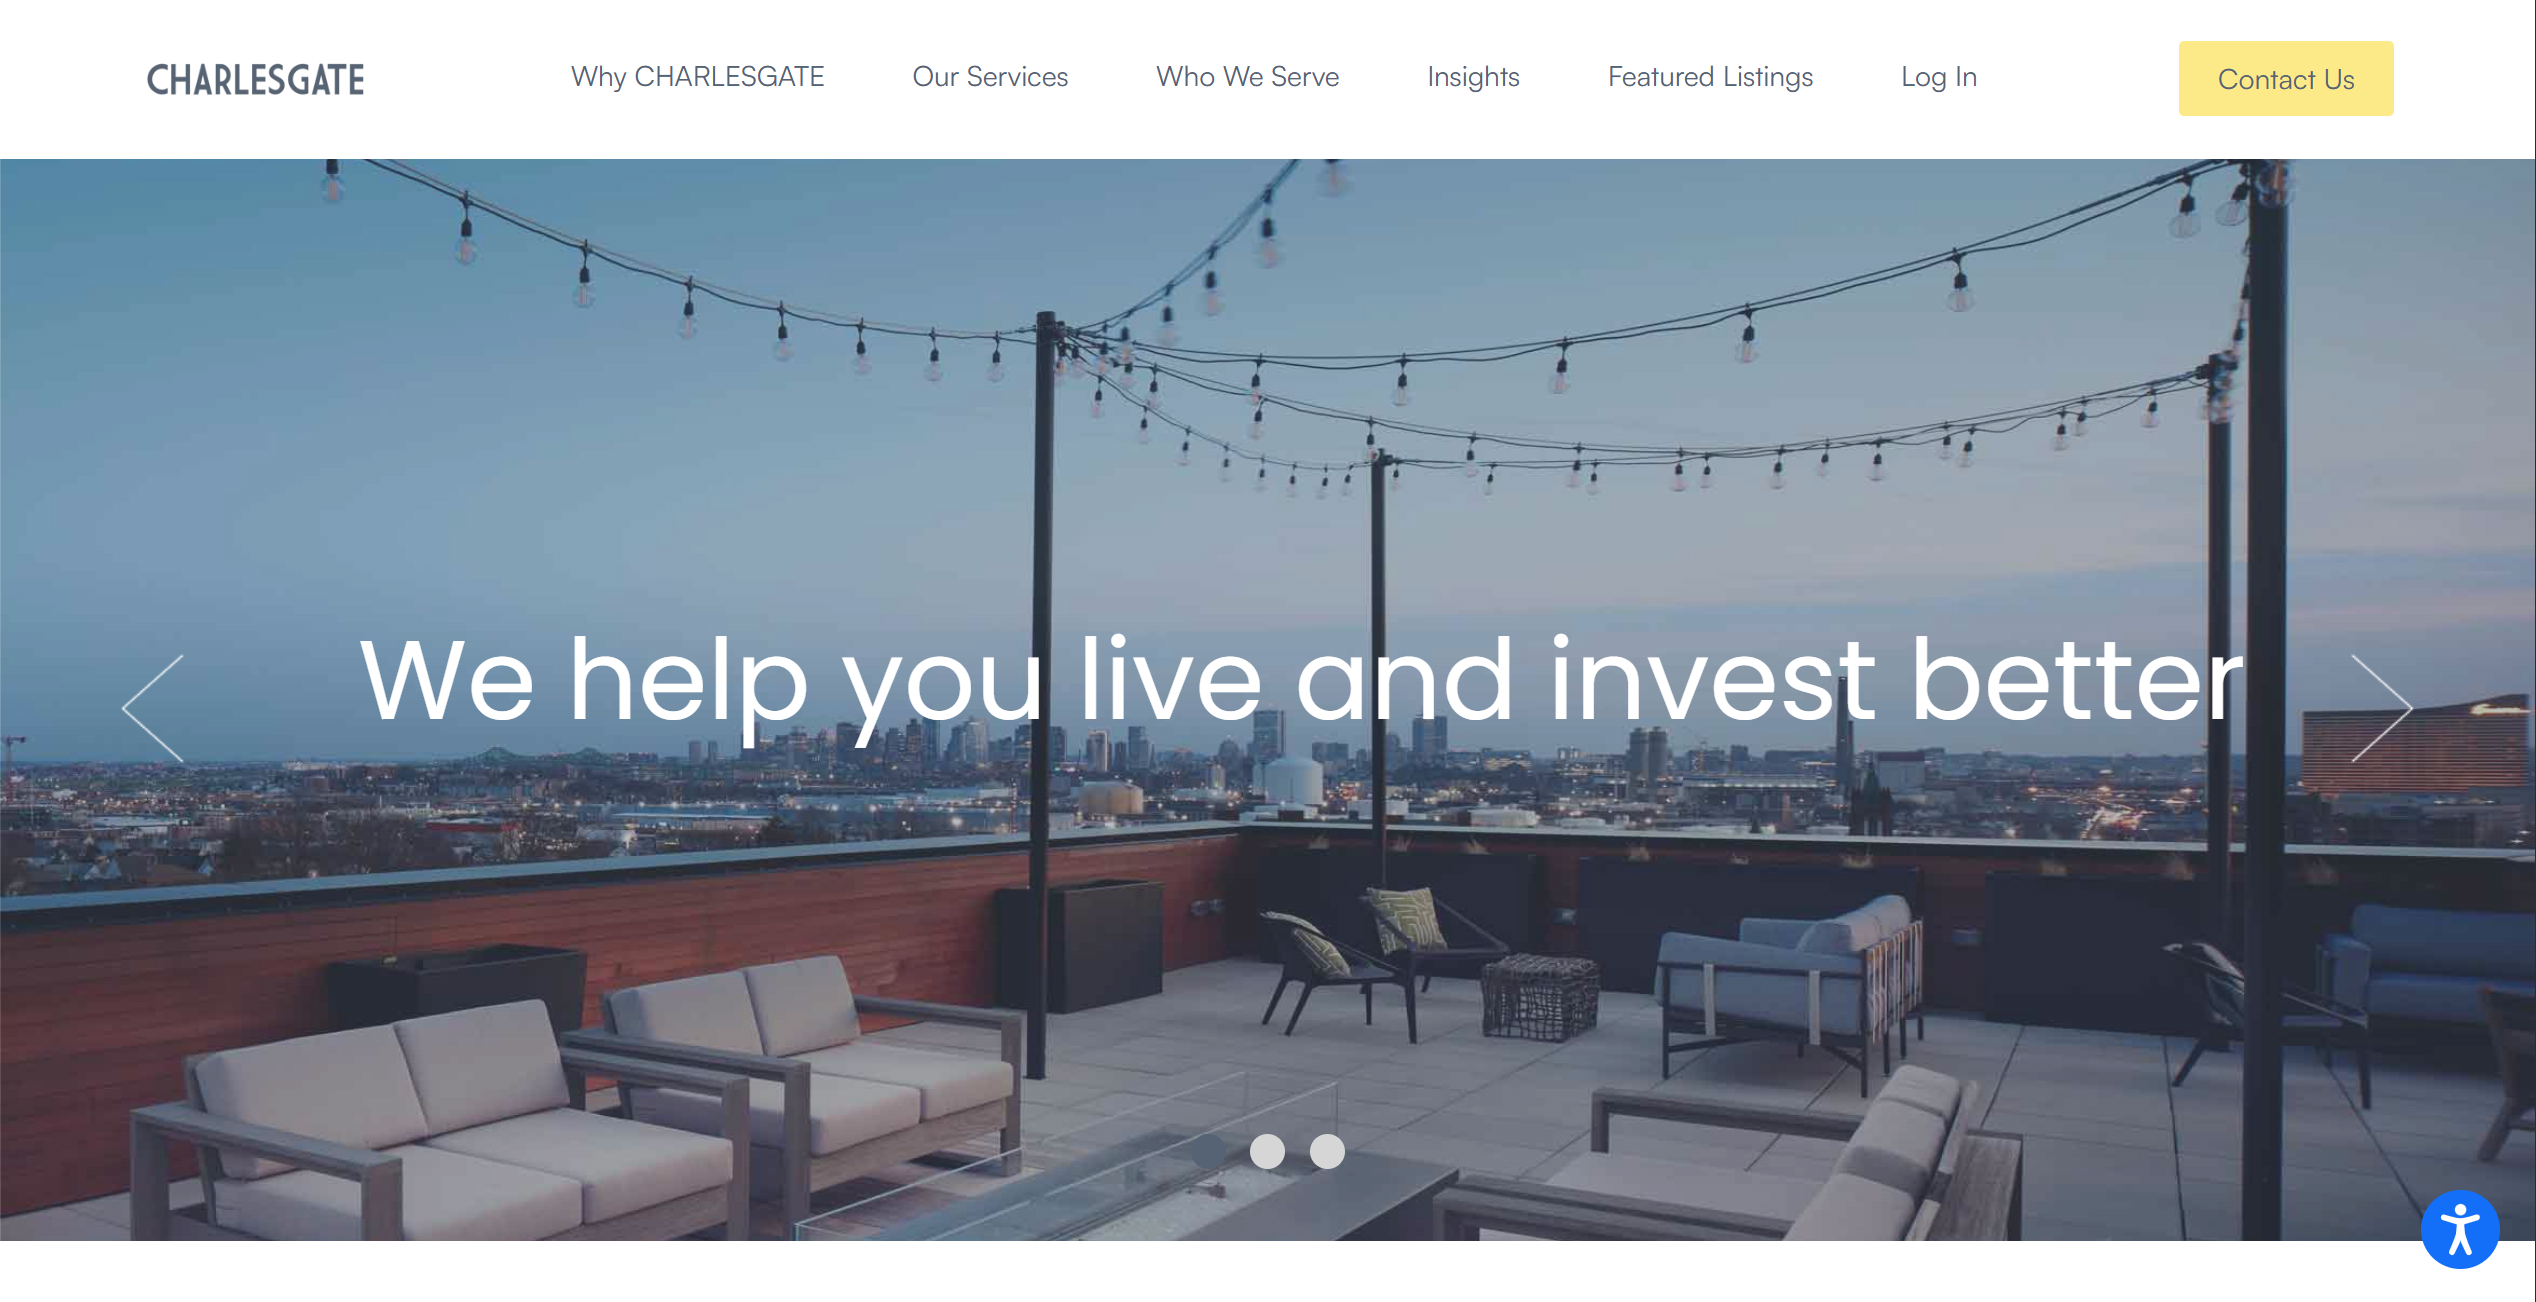 CHARLESGATE
Why CHARLESGATE
Our Services
Who We Serve
Insights
Featured Listings
Log In
Contact Us
We help you live and invest better